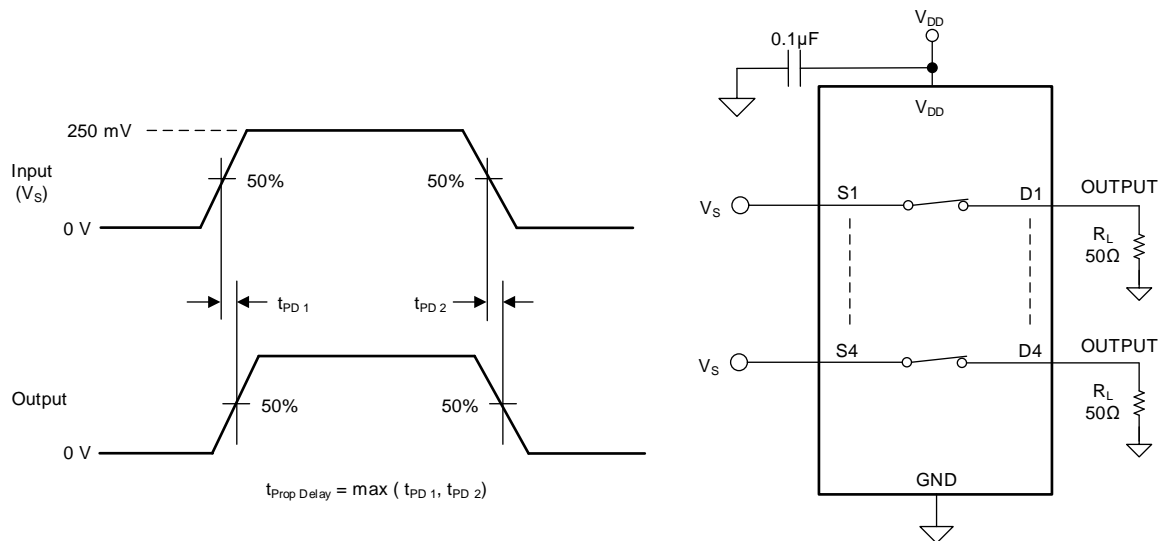 250 mV
Input
(VS)
50%
50%
0 V
tPD 1
tPD 2
Output
50%
50%
0 V
tProp Delay = max ( tPD 1, tPD 2)
VDD
0.1µF
VDD
VS
S1
D1
OUTPUT
RL
50Ω
VS
S4
D4
OUTPUT
RL
50Ω
GND